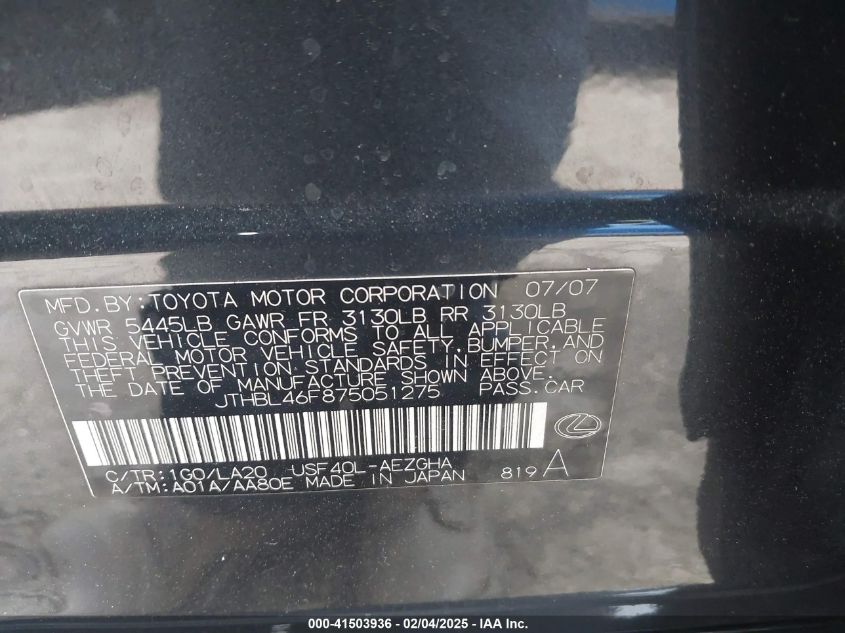 MFD. BY: TOYOTA MOTOR CORPORATION 07/07
GVWR 5445LB GAWR FR 3130LB RR 3130LB
THIS VEHICLE CONFORMS TO ALL APPLICABLE
FEDERAL MOTOR VEHICLE SAFETY, BUMPER, AND
THEFT PREVENTION STANDARDS IN EFFECT ON
THE DATE OF MANUFACTURE SHOWN ABOVE.
JTHBL46F875051275 PASS. CAR
C/TR: 1G0/LA20 USF40L-AEZGHA
A/TM: A01A/AA80E MADE IN JAPAN 819A
000-41503936 - 02/04/2025 - IAA Inc.